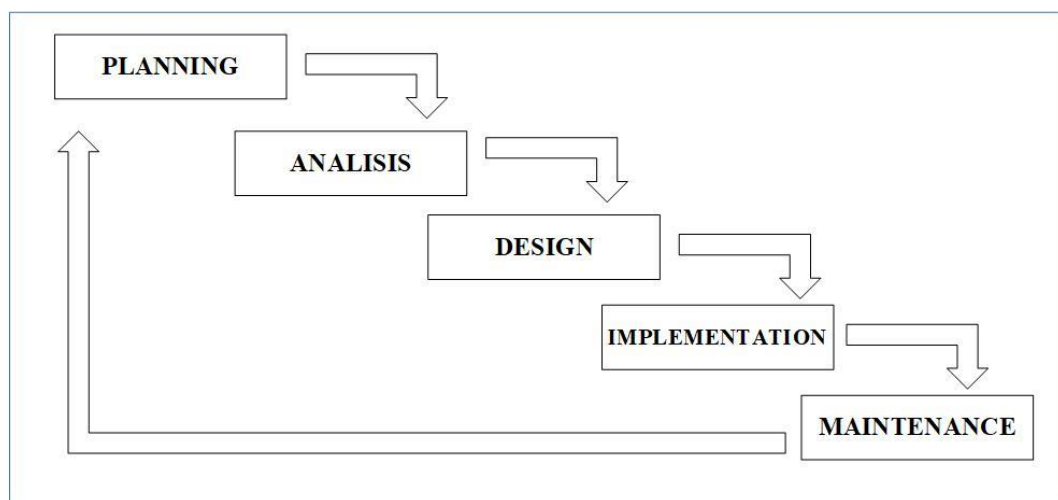 PLANNING
ANALISIS
DESIGN
IMPLEMENTATION
MAINTENANCE